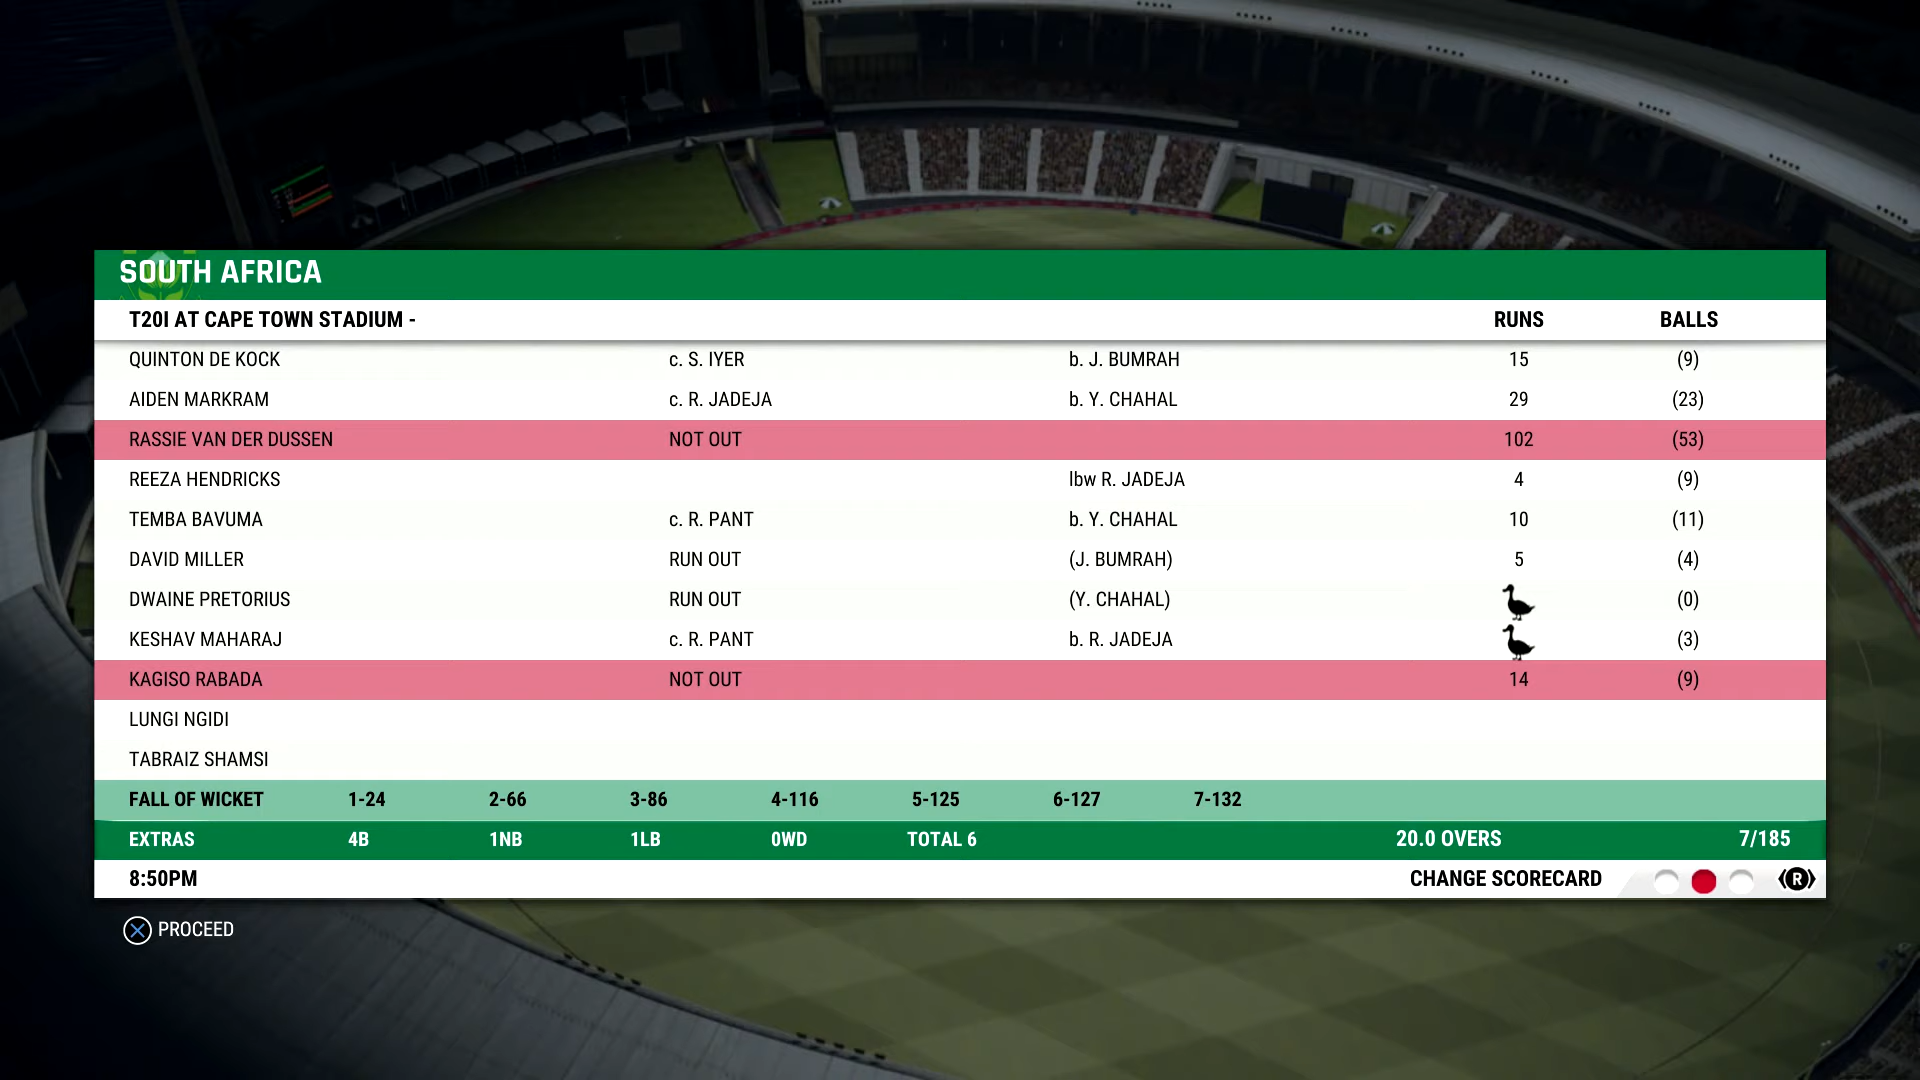 SOUTH AFRICA
T20I AT CAPE TOWN STADIUM - RUNS BALLS
QUINTON DE KOCK c. S. IYER b. J. BUMRAH 15 (9)
AIDEN MARKRAM c. R. JADEJA b. Y. CHAHAL 29 (23)
RASSIE VAN DER DUSSEN NOT OUT 102 (53)
REEZA HENDRICKS lbw R. JADEJA 4 (9)
TEMBA BAVUMA c. R. PANT b. Y. CHAHAL 10 (11)
DAVID MILLER RUN OUT (J. BUMRAH) 5 (4)
DWAINE PRETORIUS RUN OUT (Y. CHAHAL) (0)
KESHAV MAHARAJ c. R. PANT b. R. JADEJA (3)
KAGISO RABADA NOT OUT 14 (9)
LUNGI NGIDI
TABRAIZ SHAMSI
FALL OF WICKET 1-24 2-66 3-86 4-116 5-125 6-127 7-132
EXTRAS 4B 1NB 1LB 0WD TOTAL 6 20.0 OVERS 7/185
8:50PM CHANGE SCORECARD R
PROCEED